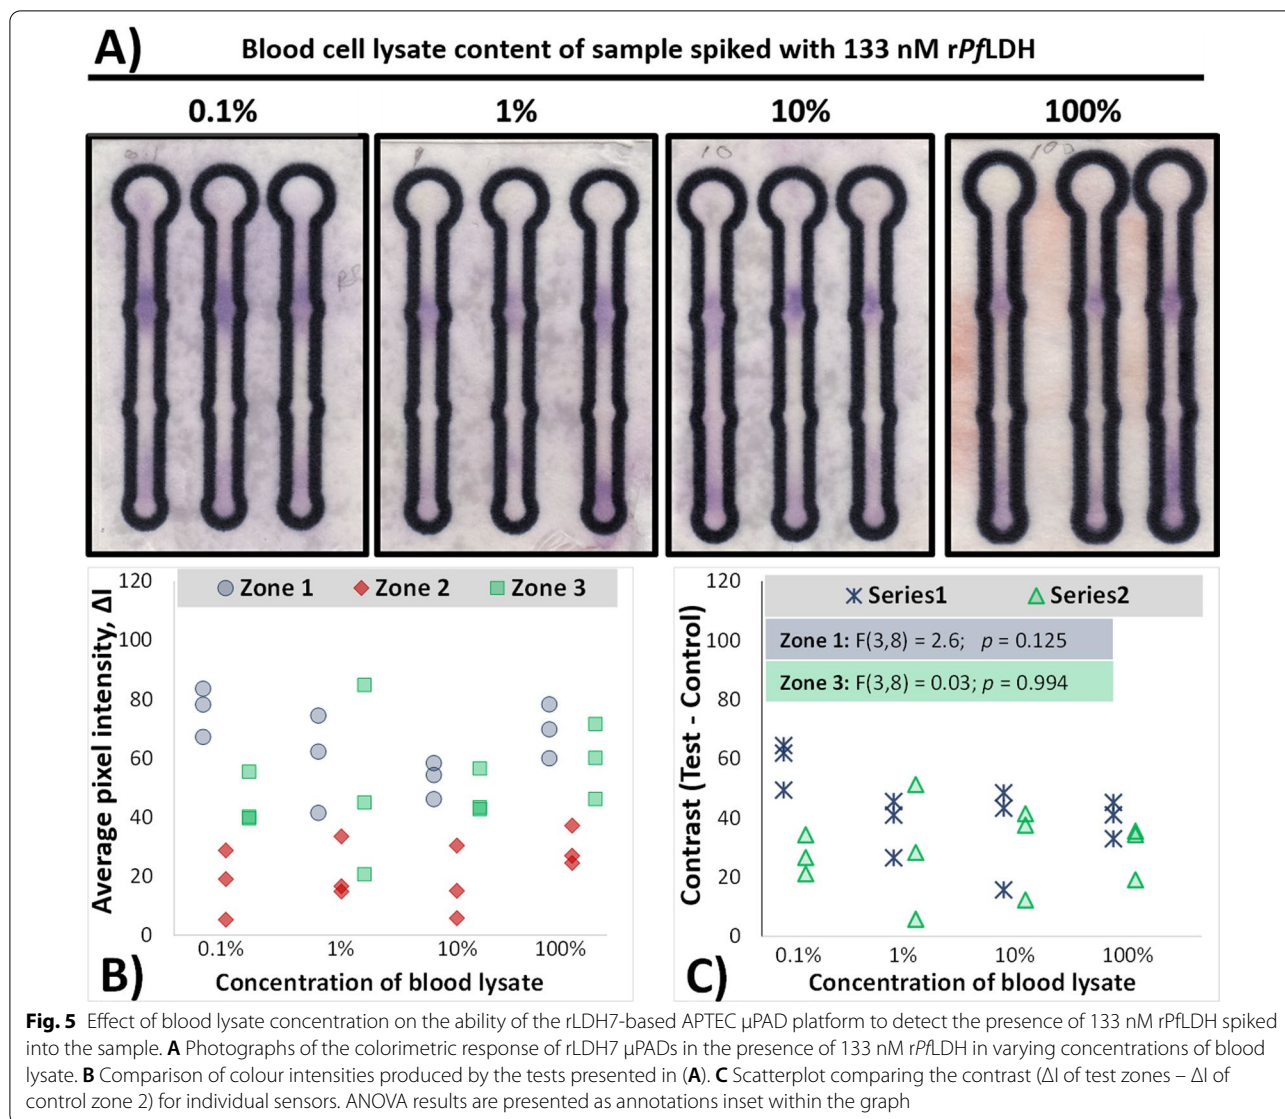 A)
Blood cell lysate content of sample spiked with 133 nM rPfLDH
0.1% 1% 10% 100%
1 10 100
120 Zone 1 Zone 2 Zone 3
100
80
60
40
20
0
Average pixel intensity, ΔI
0.1% 1% 10% 100%
B) Concentration of blood lysate
120 Series1 Series2
100 Zone 1: F(3,8) = 2.6; p = 0.125
Zone 3: F(3,8) = 0.03; p = 0.994
80
60
40
20
0
Contrast (Test - Control)
0.1% 1% 10% 100%
C) Concentration of blood lysate
Fig. 5 Effect of blood lysate concentration on the ability of the rLDH7-based APTEC µPAD platform to detect the presence of 133 nM rPfLDH spiked
into the sample. A Photographs of the colorimetric response of rLDH7 µPADs in the presence of 133 nM rPfLDH in varying concentrations of blood
lysate. B Comparison of colour intensities produced by the tests presented in (A). C Scatterplot comparing the contrast (ΔI of test zones – ΔI of
control zone 2) for individual sensors. ANOVA results are presented as annotations inset within the graph